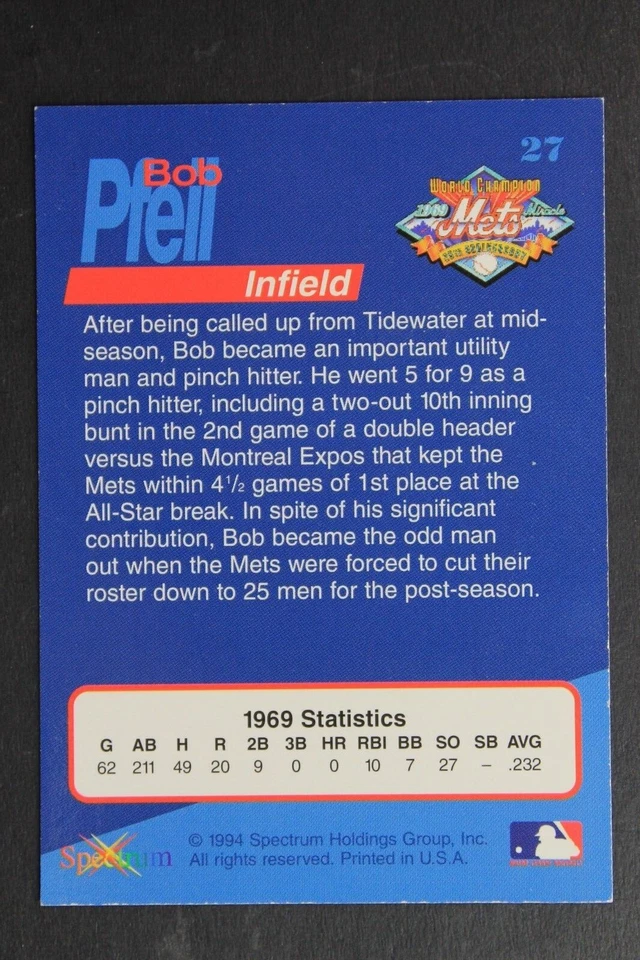 27
Bob
Pfeil
World Champion
1969 Mets Miracle
25th Anniversary
Infield
After being called up from Tidewater at mid-
season, Bob became an important utility
man and pinch hitter. He went 5 for 9 as a
pinch hitter, including a two-out 10th inning
bunt in the 2nd game of a double header
versus the Montreal Expos that kept the
Mets within 4 1/2 games of 1st place at the
All-Star break. In spite of his significant
contribution, Bob became the odd man
out when the Mets were forced to cut their
roster down to 25 men for the post-season.
1969 Statistics
G AB H R 2B 3B HR RBI BB SO SB AVG
62 211 49 20 9 0 0 10 7 27 – .232
Spectrum
© 1994 Spectrum Holdings Group, Inc.
All rights reserved. Printed in U.S.A.